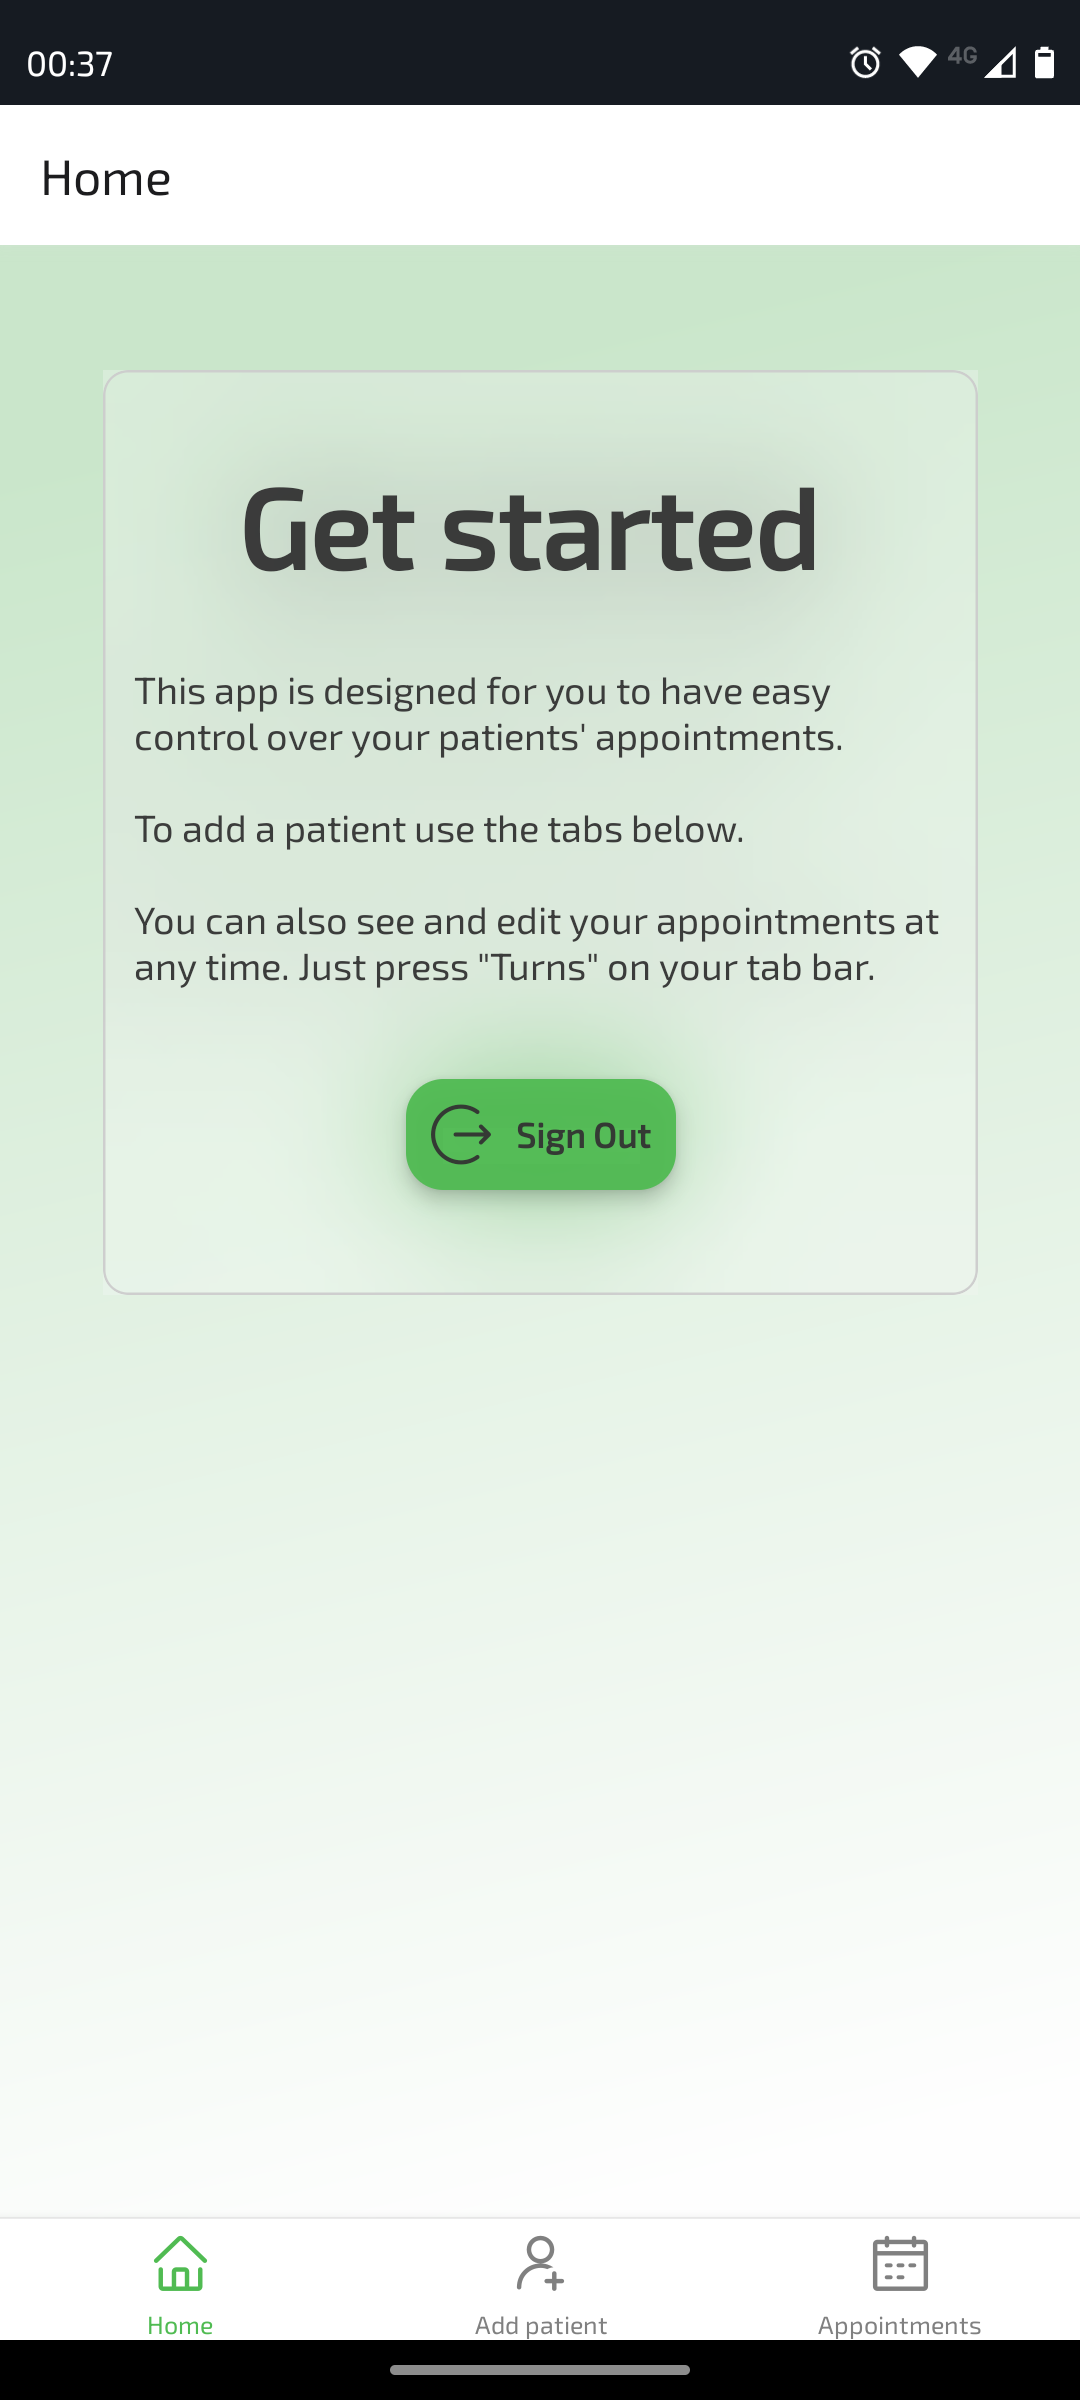 00:37
4G
Home
Get started
This app is designed for you to have easy
control over your patients' appointments.
To add a patient use the tabs below.
You can also see and edit your appointments at
any time. Just press "Turns" on your tab bar.
Sign Out
Home
Add patient
Appointments